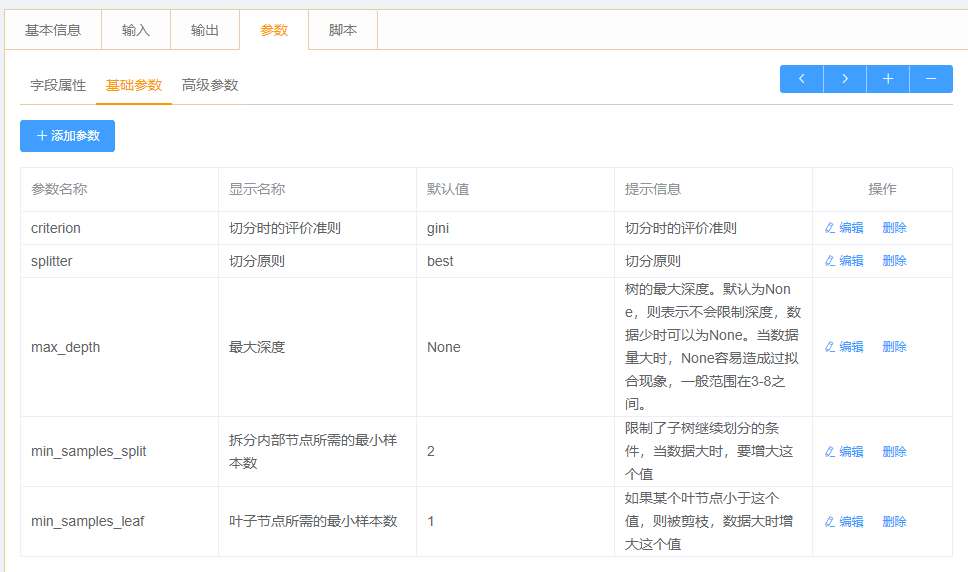 基本信息 输入 输出 参数 脚本
字段属性 基础参数 高级参数
添加参数
参数名称 显示名称 默认值 提示信息 操作
criterion 切分时的评价准则 gini 切分时的评价准则 编辑 删除
splitter 切分原则 best 切分原则 编辑 删除
max_depth 最大深度 None
树的最大深度。默认为Non
e，则表示不会限制深度，数
据少时可以为None。当数据
量大时，None容易造成过拟
合现象，一般范围在3-8之
间。
编辑 删除
min_samples_split
拆分内部节点所需的最小样
本数
2
限制了子树继续划分的条
件，当数据大时，要增大这
个值
编辑 删除
min_samples_leaf 叶子节点所需的最小样本数 1
如果某个叶节点小于这个
值，则被剪枝，数据大时增
大这个值
编辑 删除